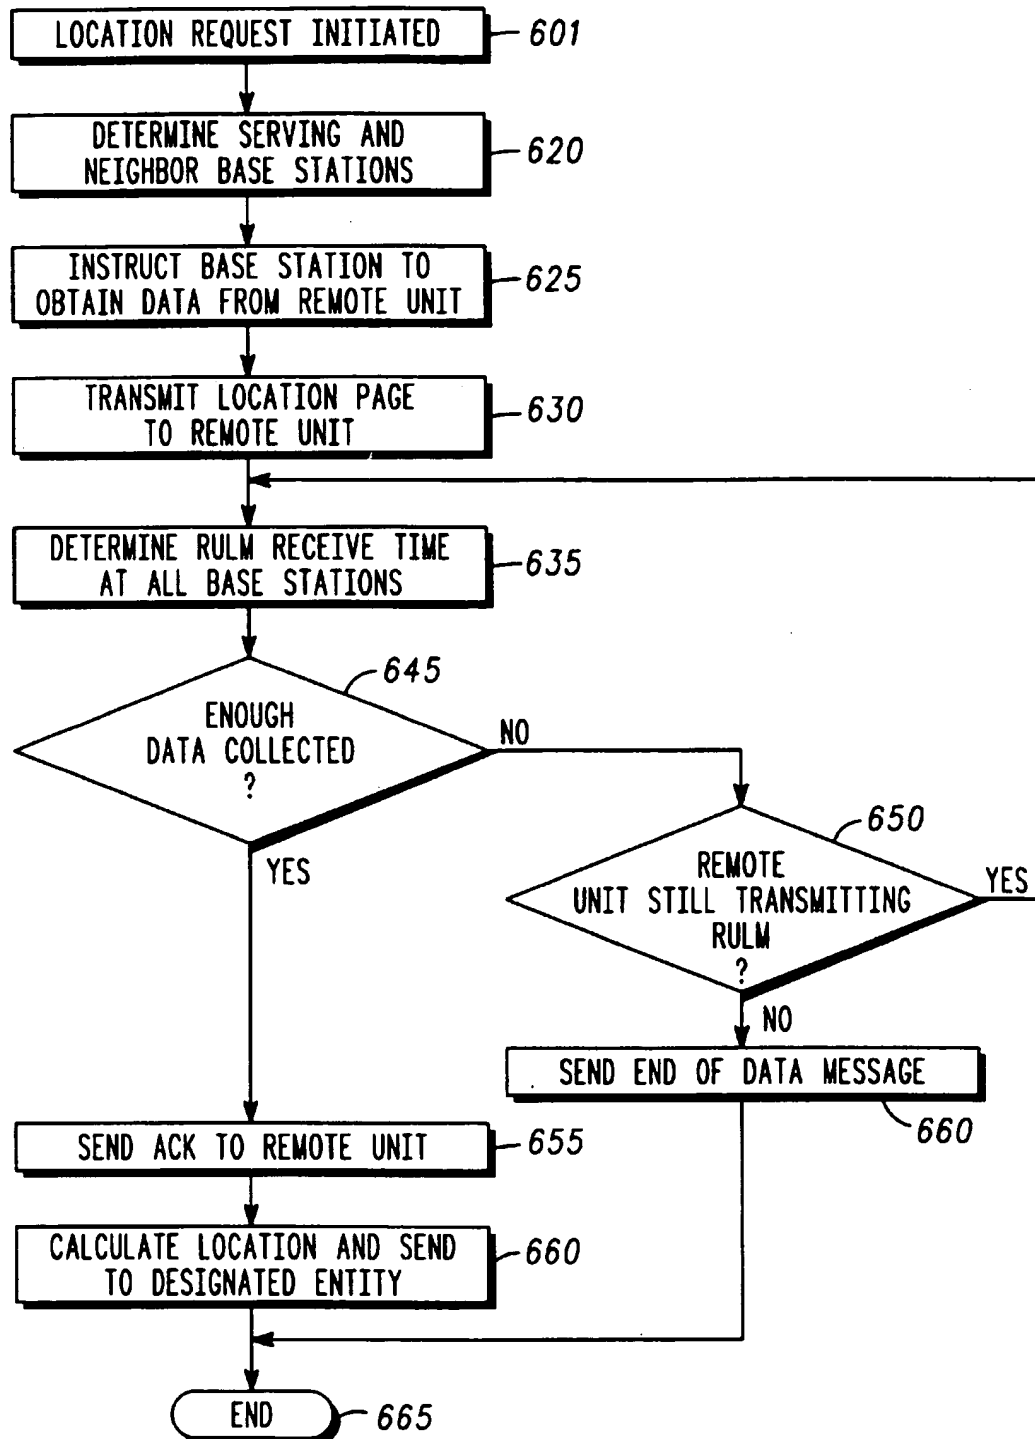 LOCATION REQUEST INITIATED
601
DETERMINE SERVING AND
NEIGHBOR BASE STATIONS
620
INSTRUCT BASE STATION TO
OBTAIN DATA FROM REMOTE UNIT
625
TRANSMIT LOCATION PAGE
TO REMOTE UNIT
630
DETERMINE RULM RECEIVE TIME
AT ALL BASE STATIONS
635
645
ENOUGH
DATA COLLECTED
?
NO
YES
650
REMOTE
UNIT STILL TRANSMITTING
RULM
?
YES
NO
SEND END OF DATA MESSAGE
660
SEND ACK TO REMOTE UNIT
655
CALCULATE LOCATION AND SEND
TO DESIGNATED ENTITY
660
END
665